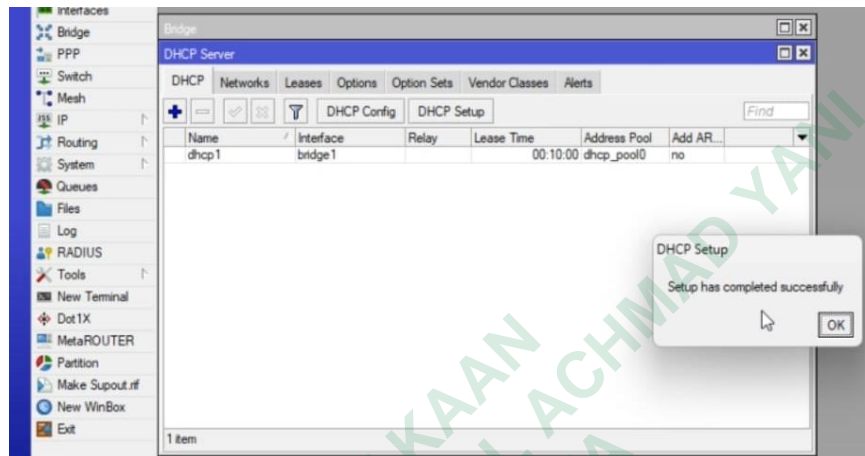 Interfaces
Bridge
PPP
Switch
Mesh
IP
Routing
System
Queues
Files
Log
RADIUS
Tools
New Terminal
Dot1X
MetaROUTER
Partition
Make Supout.rif
New WinBox
Exit
Bridge
DHCP Server
DHCP Networks Leases Options Option Sets Vendor Classes Alerts
DHCP Config DHCP Setup Find
Name Interface Relay Lease Time Address Pool Add AR...
dhcp1 bridge1 00:10:00 dhcp_pool0 no
1 item
DHCP Setup
Setup has completed successfully
OK
KAAN
ACHMAD YANI